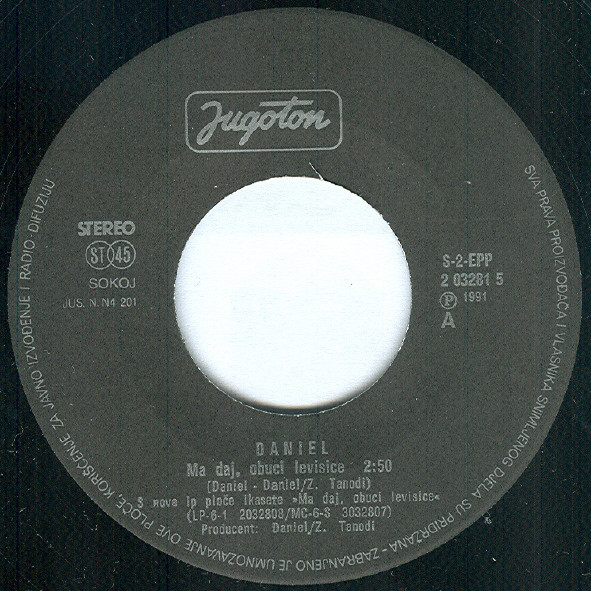 Jugoton
STEREO
ST 45
SOKOJ
JUS. N. N4 201
S-2-EPP
2 03281 5
Ⓟ 1991
A
DANIEL
Ma daj, obuci levisice 2:50
(Daniel - Daniel/Z. Tanodi)
S nove lp ploče ikasete »Ma daj, obuci levisice«
(LP-6-1 2032808/MC-6-S 3032807)
Producent: Daniel/Z. Tanodi
SVA PRAVA PROIZVOĐAČA I VLASNIKA SNIMLJENOG DJELA SU PRIDRŽANA - ZABRANJENO JE UMNOŽAVANJE OVE PLOČE, KORIŠĆENJE ZA JAVNO IZVOĐENJE I RADIO-DIFUZIJU